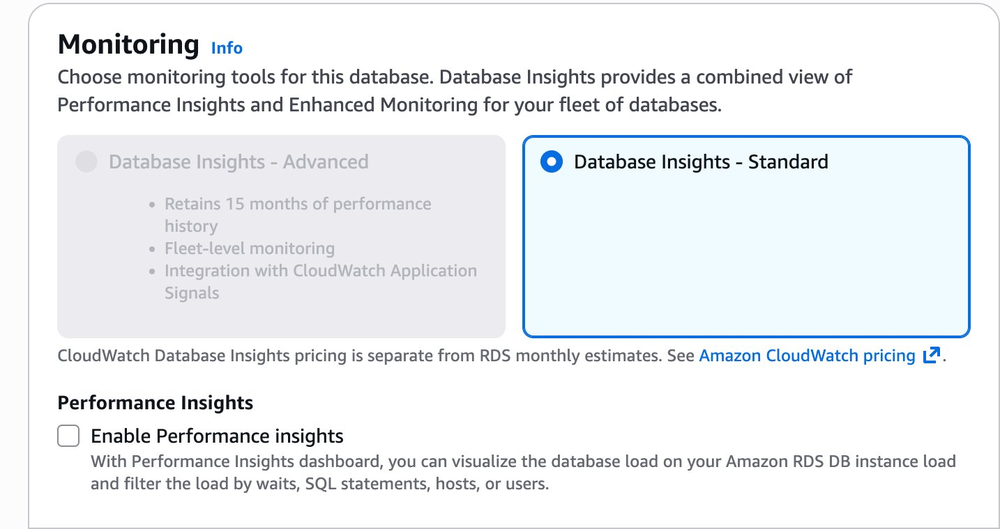 Monitoring Info
Choose monitoring tools for this database. Database Insights provides a combined view of
Performance Insights and Enhanced Monitoring for your fleet of databases.
Database Insights - Advanced
• Retains 15 months of performance
history
• Fleet-level monitoring
• Integration with CloudWatch Application
Signals
Database Insights - Standard
CloudWatch Database Insights pricing is separate from RDS monthly estimates. See Amazon CloudWatch pricing.
Performance Insights
Enable Performance insights
With Performance Insights dashboard, you can visualize the database load on your Amazon RDS DB instance load
and filter the load by waits, SQL statements, hosts, or users.